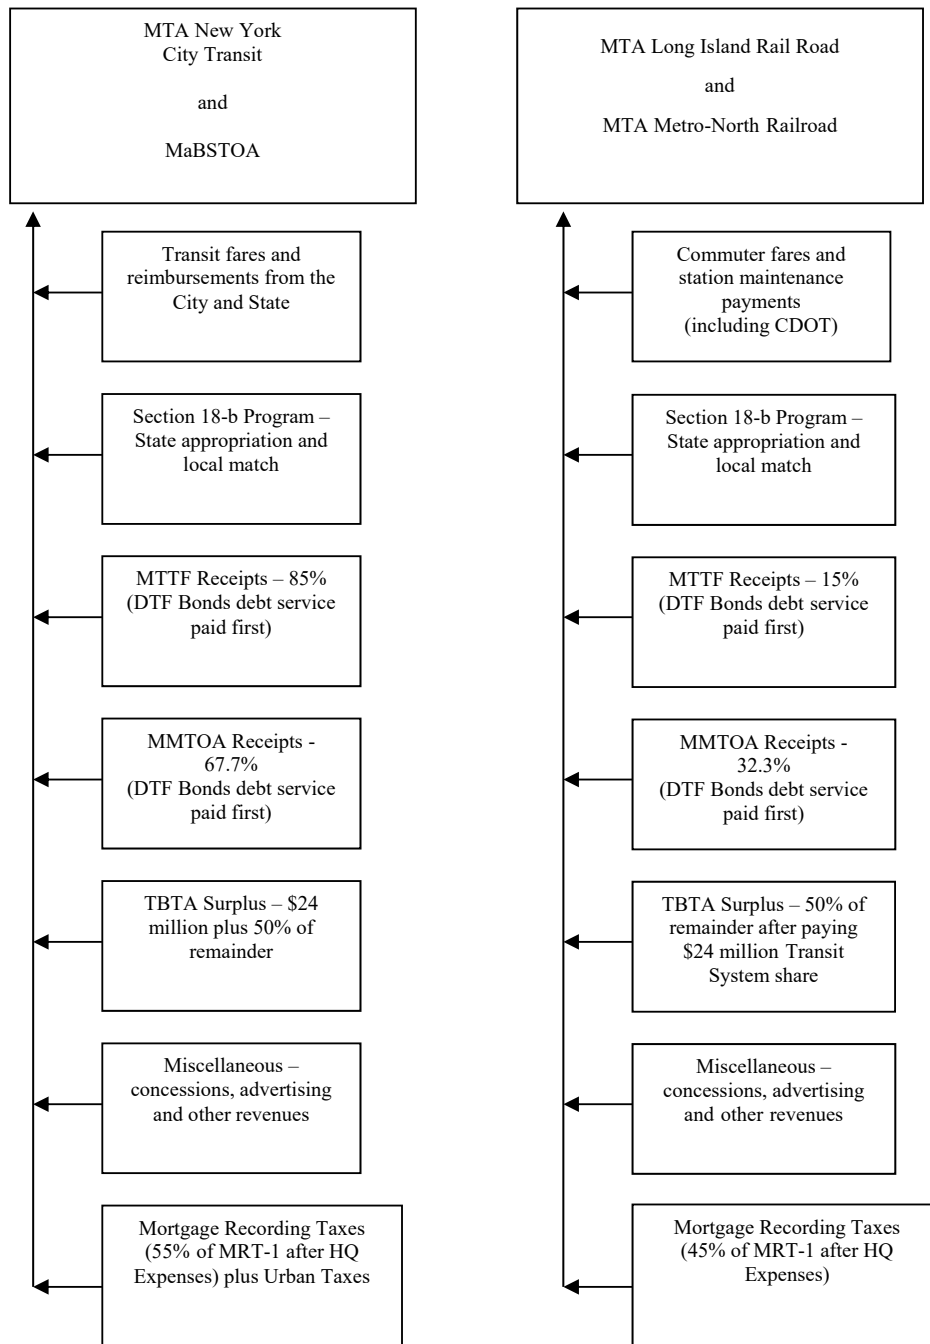 MTA New York
City Transit
and
MaBSTOA
Transit fares and
reimbursements from the
City and State
Section 18-b Program –
State appropriation and
local match
MTTF Receipts – 85%
(DTF Bonds debt service
paid first)
MMTOA Receipts -
67.7%
(DTF Bonds debt service
paid first)
TBTA Surplus – $24
million plus 50% of
remainder
Miscellaneous –
concessions, advertising
and other revenues
Mortgage Recording Taxes
(55% of MRT-1 after HQ
Expenses) plus Urban Taxes
MTA Long Island Rail Road
and
MTA Metro-North Railroad
Commuter fares and
station maintenance
payments
(including CDOT)
Section 18-b Program –
State appropriation and
local match
MTTF Receipts – 15%
(DTF Bonds debt service
paid first)
MMTOA Receipts -
32.3%
(DTF Bonds debt service
paid first)
TBTA Surplus – 50% of
remainder after paying
$24 million Transit
System share
Miscellaneous –
concessions, advertising
and other revenues
Mortgage Recording Taxes
(45% of MRT-1 after HQ
Expenses)